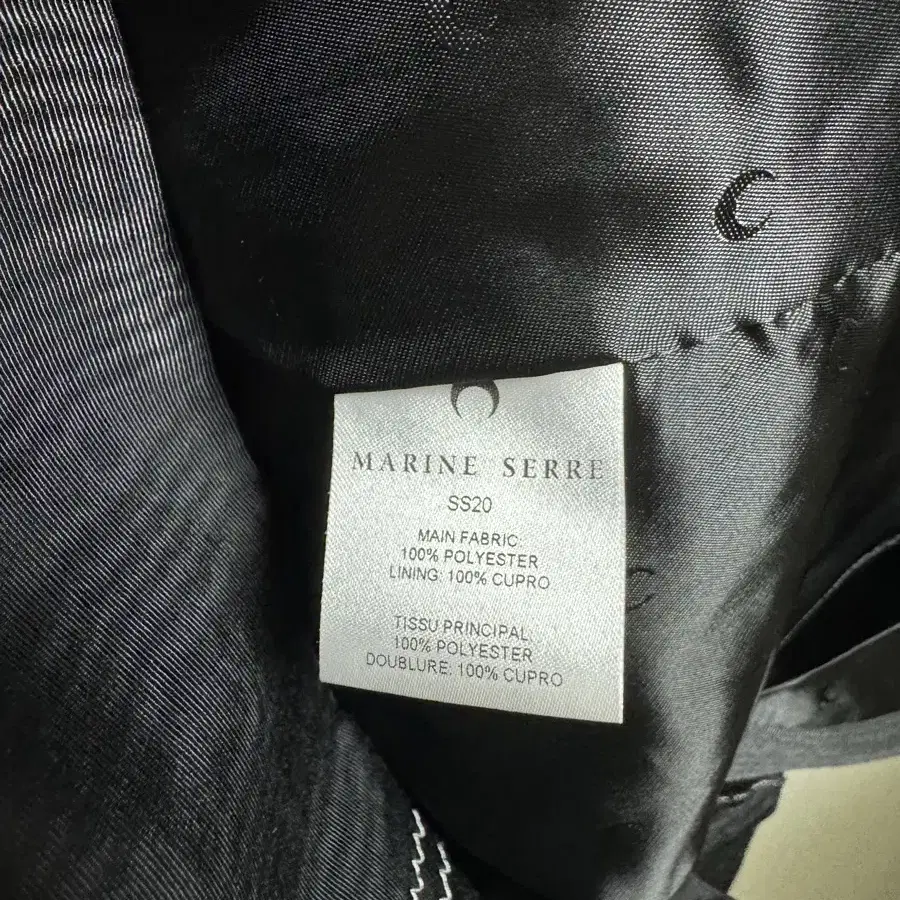 MARINE SERRE
SS20
MAIN FABRIC:
100% POLYESTER
LINING: 100% CUPRO
TISSU PRINCIPAL:
100% POLYESTER
DOUBLURE: 100% CUPRO